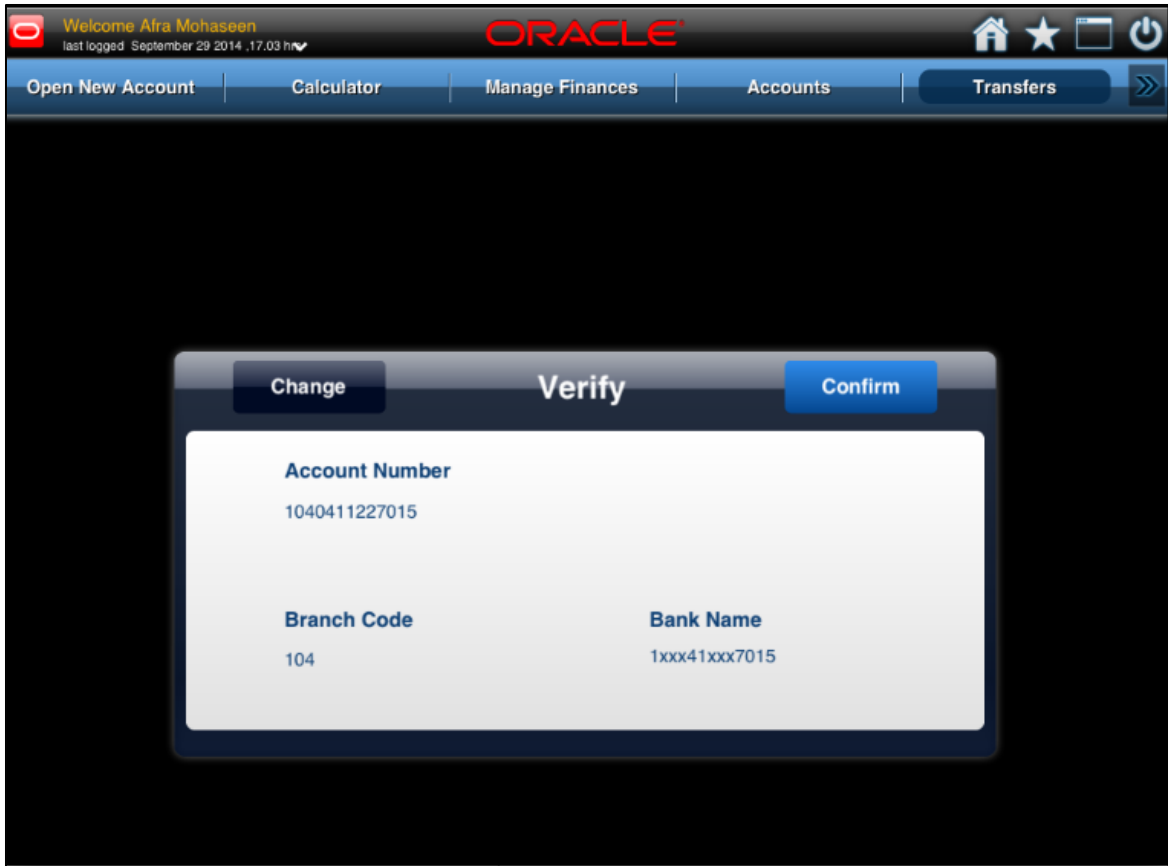 Welcome Afra Mohaseen
last logged September 29 2014 ,17.03 hr
ORACLE
Open New Account
Calculator
Manage Finances
Accounts
Transfers
Change
Verify
Confirm
Account Number
1040411227015
Branch Code
Bank Name
104
1xxx41xxx7015